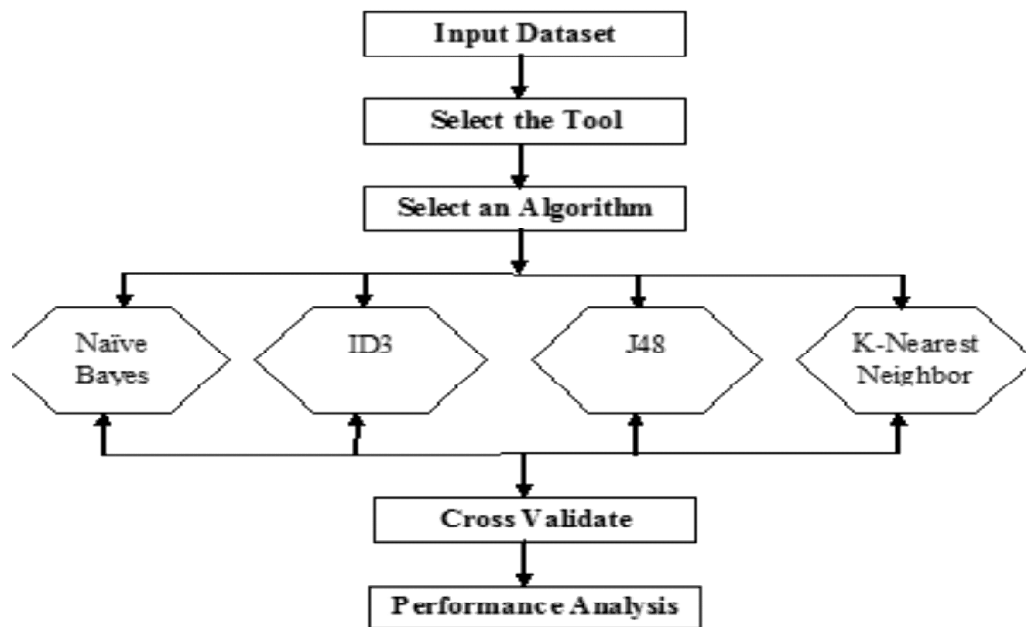 Input Dataset
Select the Tool
Select an Algorithm
Naïve
Bayes
ID3
J48
K-Nearest
Neighbor
Cross Validate
Performance Analysis